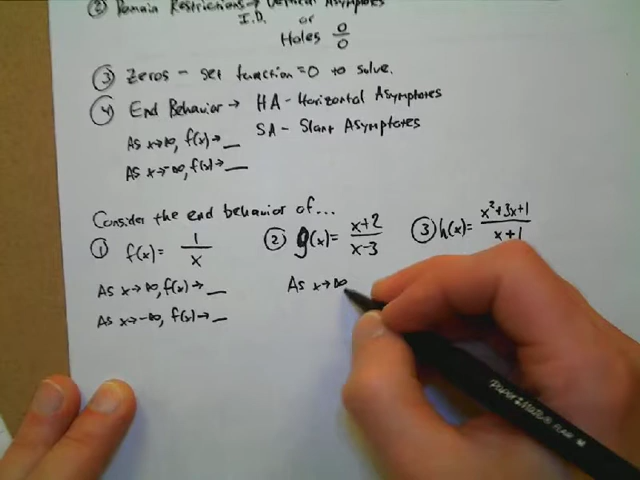 ② Domain Restrictions → Vertical Asymptotes
I.D. or
Holes 0/0
③ Zeros - set function = 0 to solve.
④ End Behavior → HA - Horizontal Asymptotes
As x→∞, f(x)→__ SA - Slant Asymptotes
As x→-∞, f(x)→__
Consider the end behavior of...
① f(x)= 1/x ② g(x)= x+2/x-3 ③ h(x)= x²+3x+1/x+1
As x→∞, f(x)→__ As x→∞
As x→-∞, f(x)→__